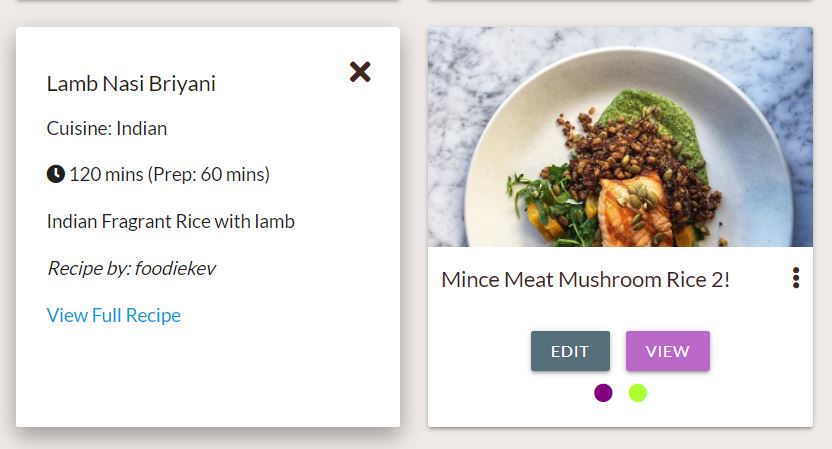 Lamb Nasi Briyani
Cuisine: Indian
120 mins (Prep: 60 mins)
Indian Fragrant Rice with lamb
Recipe by: foodiekev
View Full Recipe
Mince Meat Mushroom Rice 2!
EDIT
VIEW